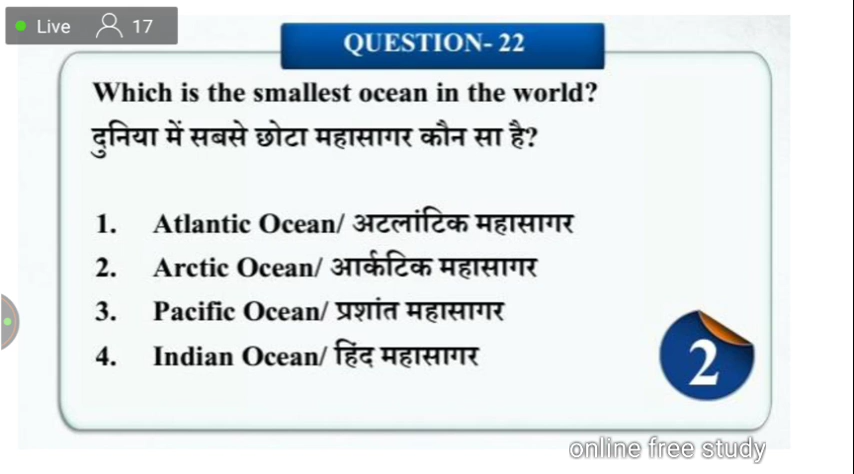 Live 17
QUESTION- 22
Which is the smallest ocean in the world?
दुनिया में सबसे छोटा महासागर कौन सा है?
1. Atlantic Ocean/ अटलांटिक महासागर
2. Arctic Ocean/ आर्कटिक महासागर
3. Pacific Ocean/ प्रशांत महासागर
4. Indian Ocean/ हिंद महासागर
2
online free study